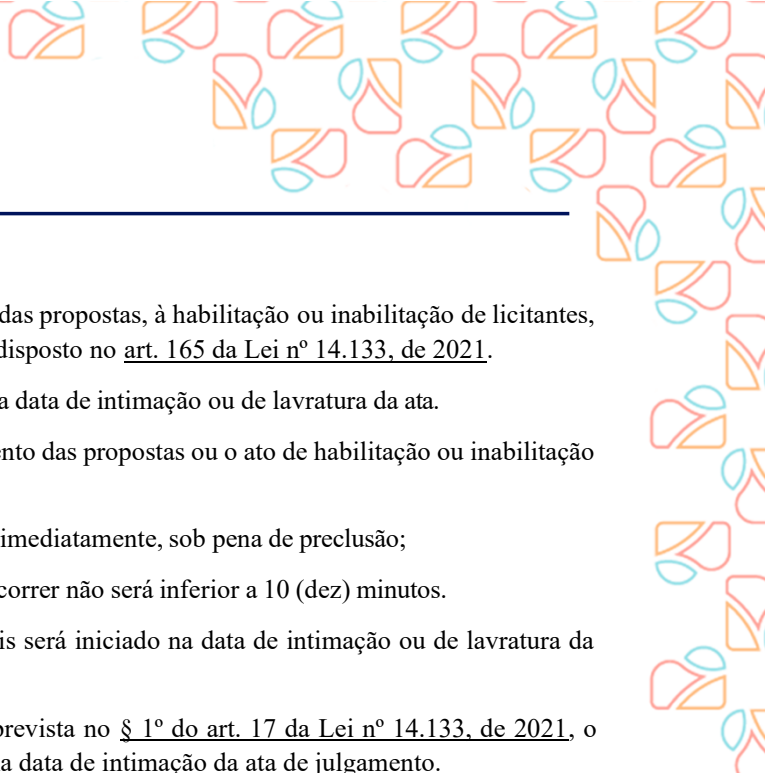 das propostas, à habilitação ou inabilitação de licitantes,
disposto no art. 165 da Lei nº 14.133, de 2021.
a data de intimação ou de lavratura da ata.
nto das propostas ou o ato de habilitação ou inabilitação
imediatamente, sob pena de preclusão;
correr não será inferior a 10 (dez) minutos.
is será iniciado na data de intimação ou de lavratura da
prevista no § 1º do art. 17 da Lei nº 14.133, de 2021, o
a data de intimação da ata de julgamento.